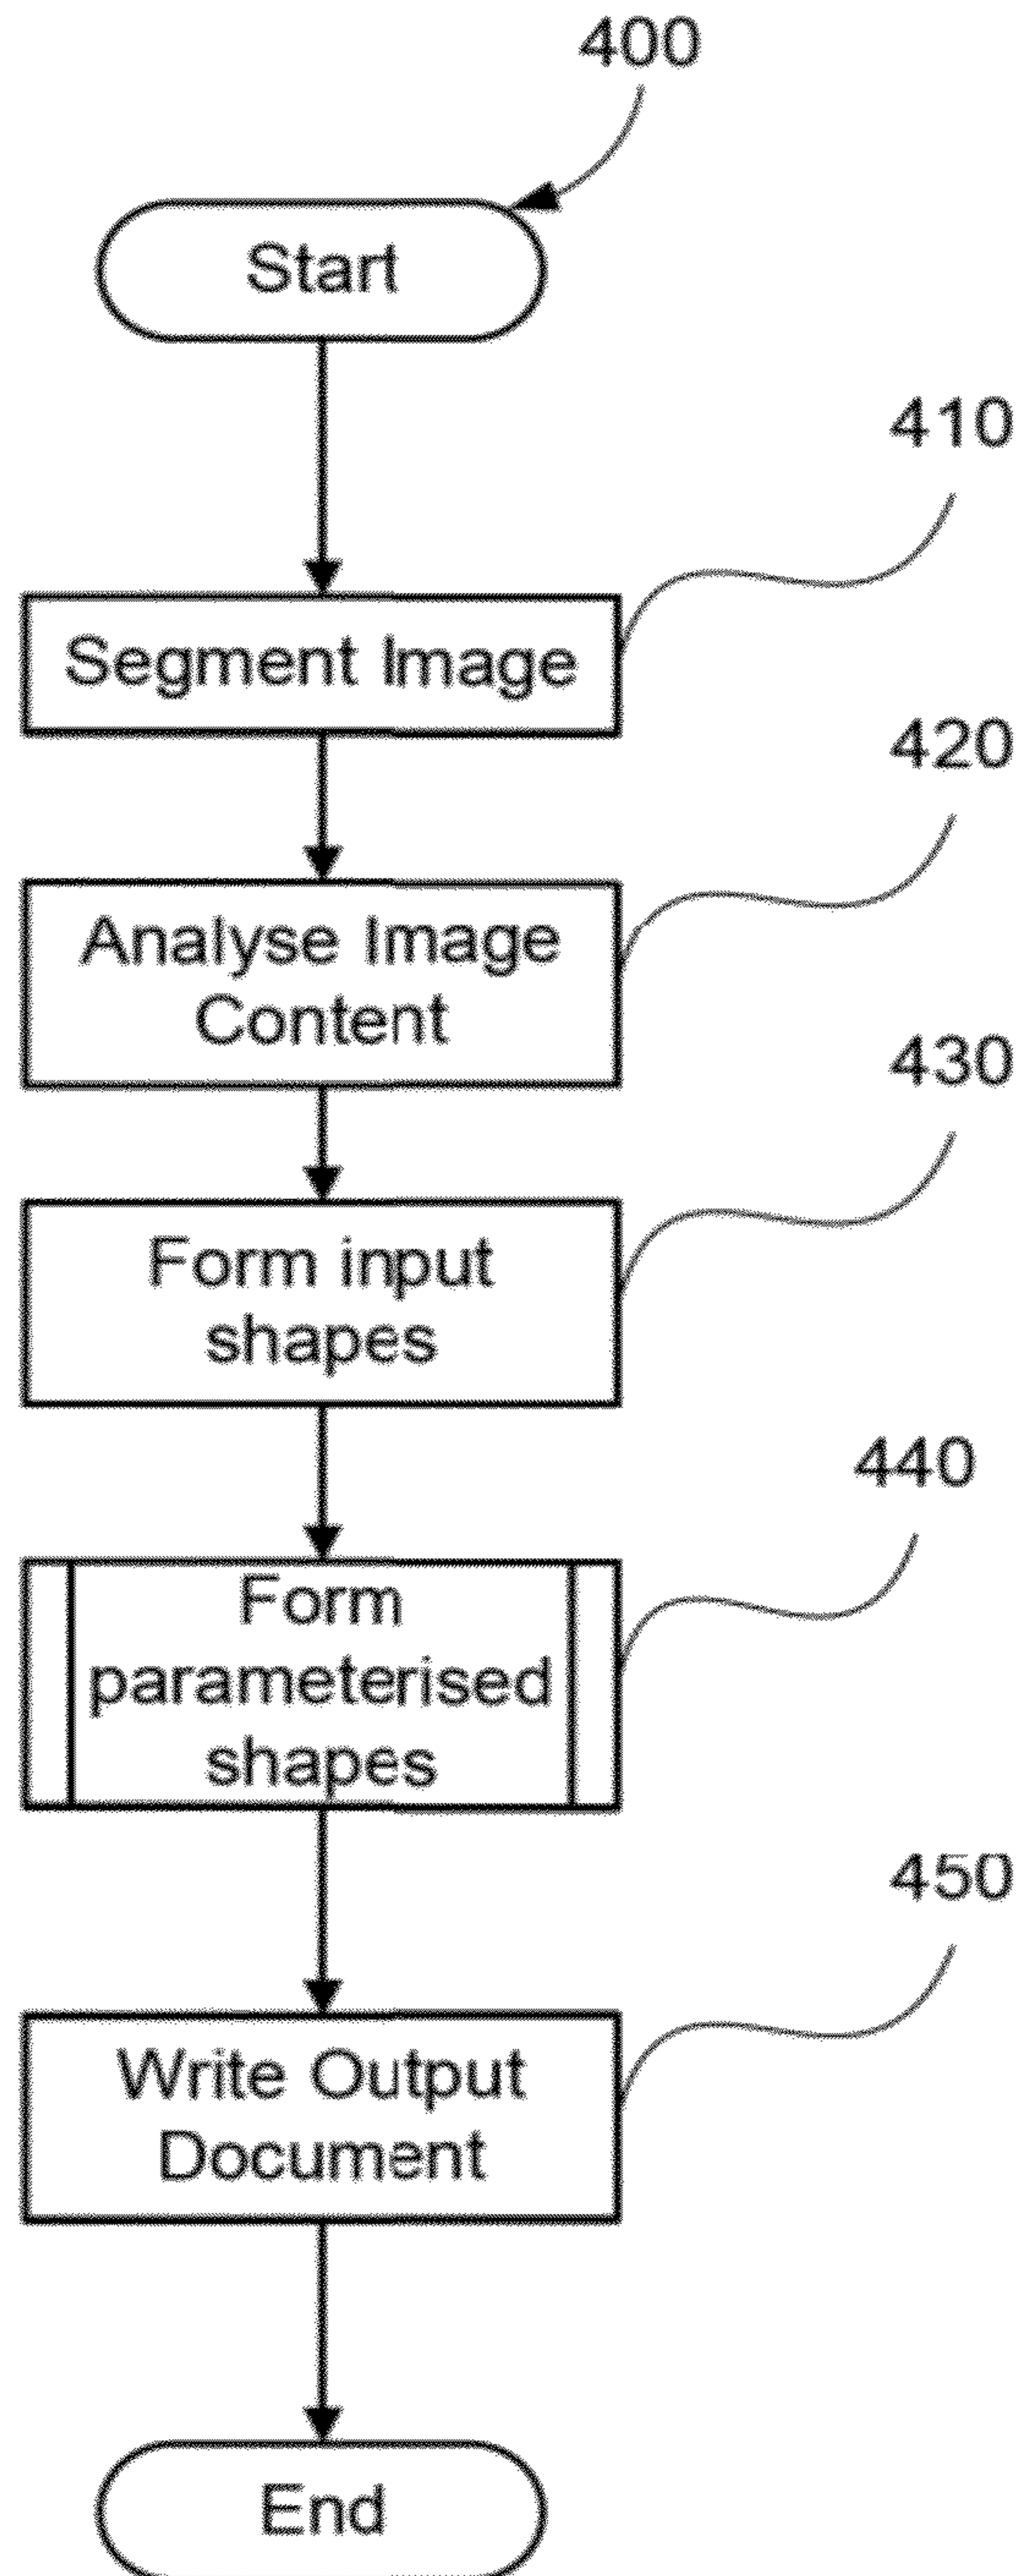 400
Start
410
Segment Image
420
Analyse Image
Content
430
Form input
shapes
440
Form
parameterised
shapes
450
Write Output
Document
End